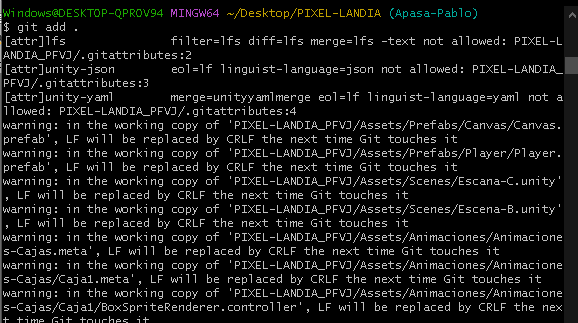 Windows@DESKTOP-QPROV94 MINGW64 ~/Desktop/PIXEL-LANDIA (Apasa-Pablo)
$ git add .
[attr]lfs              filter=lfs diff=lfs merge=lfs -text not allowed: PIXEL-L
ANDIA_PFVJ/.gitattributes:2
[attr]unity-json       eol=lf linguist-language=json not allowed: PIXEL-LANDIA_
PFVJ/.gitattributes:3
[attr]unity-yaml       merge=unityyamlmerge eol=lf linguist-language=yaml not a
llowed: PIXEL-LANDIA_PFVJ/.gitattributes:4
warning: in the working copy of 'PIXEL-LANDIA_PFVJ/Assets/Prefabs/Canvas/Canvas.
prefab', LF will be replaced by CRLF the next time Git touches it
warning: in the working copy of 'PIXEL-LANDIA_PFVJ/Assets/Prefabs/Player/Player.
prefab', LF will be replaced by CRLF the next time Git touches it
warning: in the working copy of 'PIXEL-LANDIA_PFVJ/Assets/Scenes/Escana-C.unity'
, LF will be replaced by CRLF the next time Git touches it
warning: in the working copy of 'PIXEL-LANDIA_PFVJ/Assets/Scenes/Escena-B.unity'
, LF will be replaced by CRLF the next time Git touches it
warning: in the working copy of 'PIXEL-LANDIA_PFVJ/Assets/Animaciones/Animacione
s-Cajas.meta', LF will be replaced by CRLF the next time Git touches it
warning: in the working copy of 'PIXEL-LANDIA_PFVJ/Assets/Animaciones/Animacione
s-Cajas/Caja1.meta', LF will be replaced by CRLF the next time Git touches it
warning: in the working copy of 'PIXEL-LANDIA_PFVJ/Assets/Animaciones/Animacione
s-Cajas/Caja1/BoxSpriteRenderer.controller', LF will be replaced by CRLF the nex
t time Git touches it